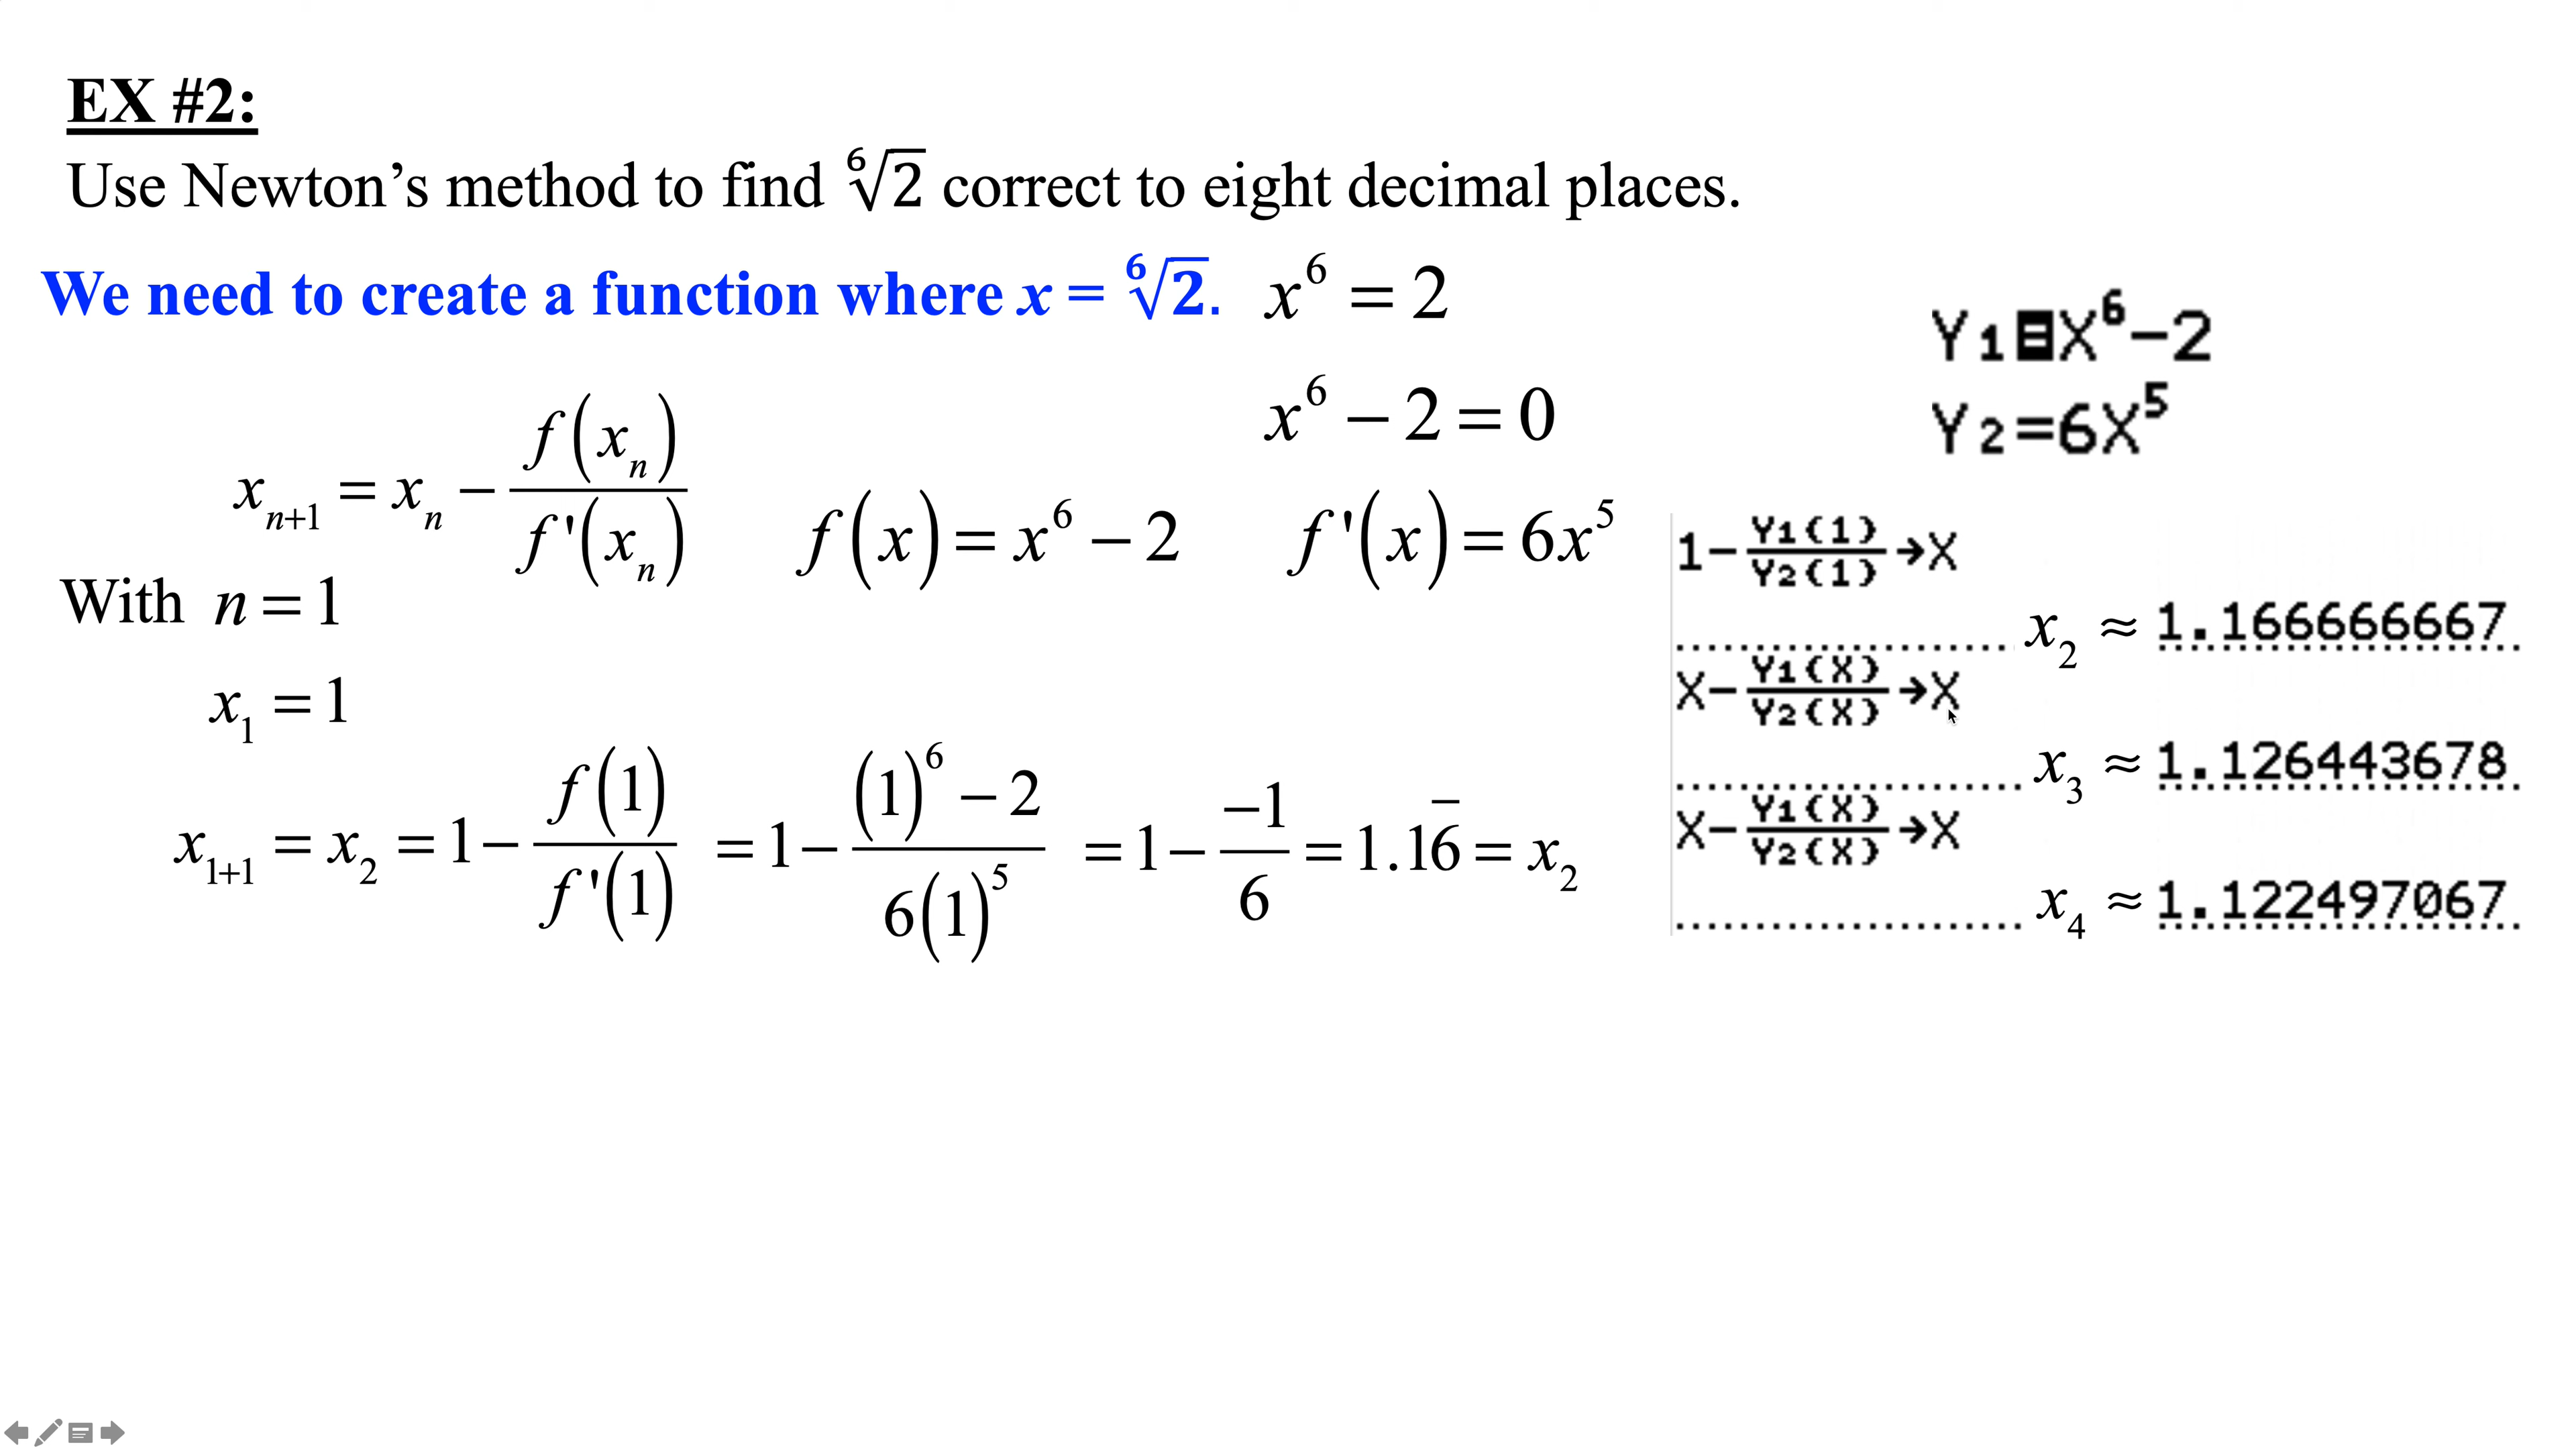 EX #2:
Use Newton’s method to find ⁶√2 correct to eight decimal places.
We need to create a function where x = ⁶√2. x⁶ = 2
x⁶ − 2 = 0
Y₁=X⁶−2
Y₂=6X⁵
xₙ₊₁ = xₙ − f(xₙ)/f'(xₙ)
f(x) = x⁶ − 2 f'(x) = 6x⁵
With n = 1
x₁ = 1
x₁₊₁ = x₂ = 1 − f(1)/f'(1) = 1 − ((1)⁶ − 2)/(6(1)⁵) = 1 − (−1)/6 = 1.16̅ = x₂
1−Y₁(1)/Y₂(1)→X
x₂ ≈ 1.166666667
X−Y₁(X)/Y₂(X)→X
x₃ ≈ 1.126443678
X−Y₁(X)/Y₂(X)→X
x₄ ≈ 1.122497067